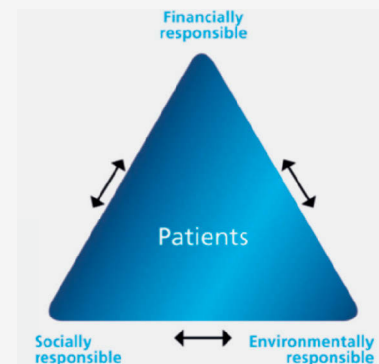 Financially
responsible
Patients
Socially
responsible
Environmentally
responsible